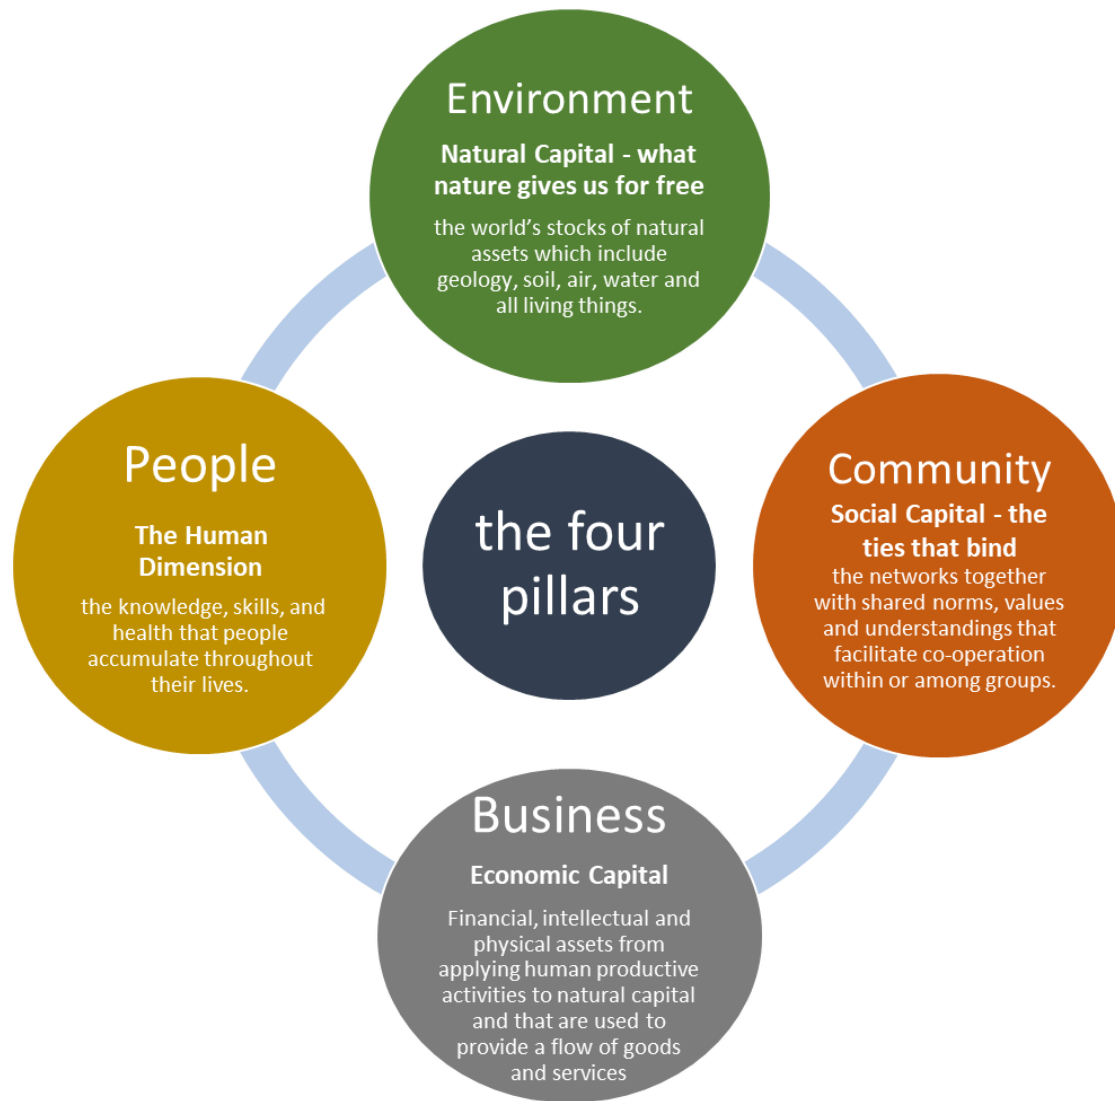 Environment
Natural Capital - what
nature gives us for free
the world’s stocks of natural
assets which include
geology, soil, air, water and
all living things.
People
The Human
Dimension
the knowledge, skills, and
health that people
accumulate throughout
their lives.
the four
pillars
Community
Social Capital - the
ties that bind
the networks together
with shared norms, values
and understandings that
facilitate co-operation
within or among groups.
Business
Economic Capital
Financial, intellectual and
physical assets from
applying human productive
activities to natural capital
and that are used to
provide a flow of goods
and services